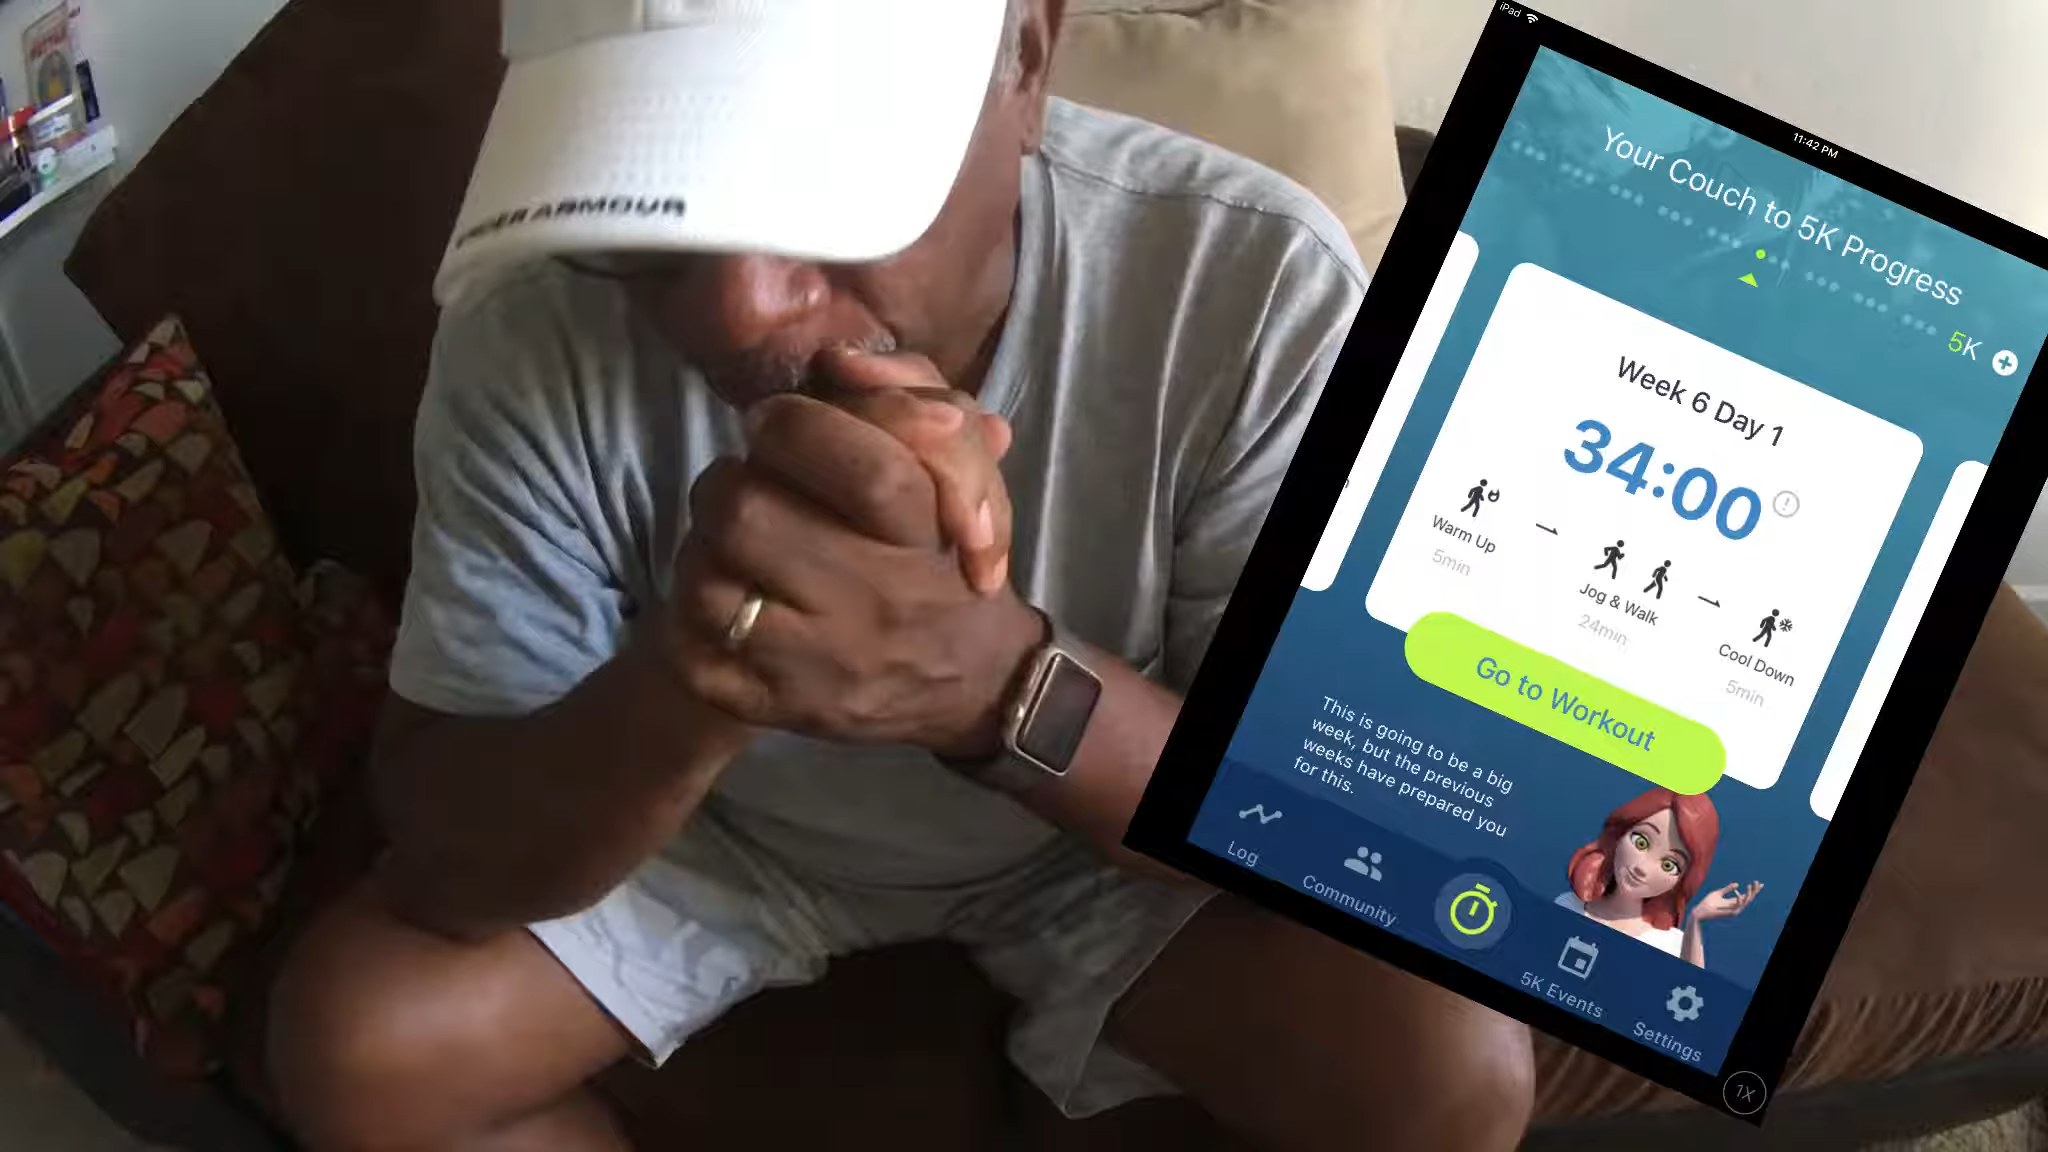 UNDER ARMOUR
iPad
11:42 PM
Your Couch to 5K Progress
5K
Week 6 Day 1
34:00
Warm Up
5min
Jog & Walk
24min
Cool Down
5min
Go to Workout
This is going to be a big
week, but the previous
weeks have prepared you
for this.
Log
Community
5K Events
Settings
1X